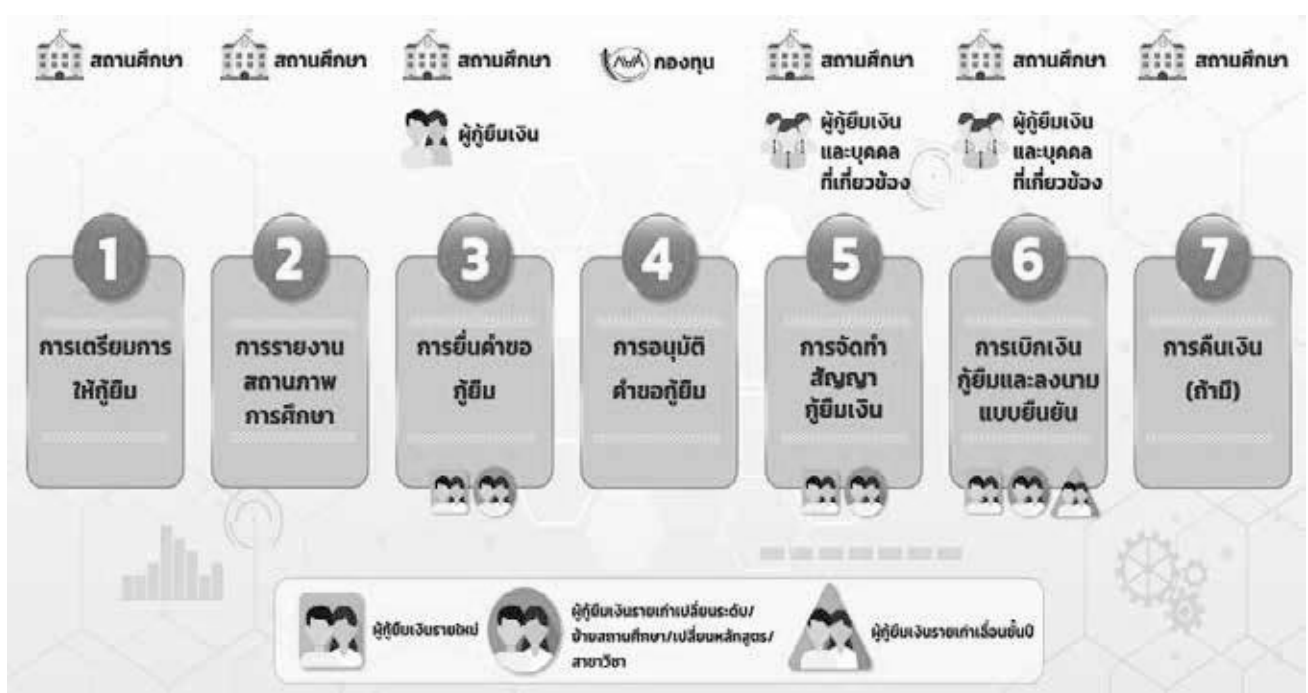 สถานศึกษา
สถานศึกษา
สถานศึกษา
กองทุน
สถานศึกษา
สถานศึกษา
สถานศึกษา
ผู้กู้ยืมเงิน
ผู้กู้ยืมเงิน
และบุคคล
ที่เกี่ยวข้อง
ผู้กู้ยืมเงิน
และบุคคล
ที่เกี่ยวข้อง
1
การเตรียมการ
ให้กู้ยืม
2
การรายงาน
สถานภาพ
การศึกษา
3
การยื่นคำขอ
กู้ยืม
4
การอนุมัติ
คำขอกู้ยืม
5
การจัดทำ
สัญญา
กู้ยืมเงิน
6
การเบิกเงิน
กู้ยืมและลงนาม
แบบยืนยัน
7
การคืนเงิน
(ถ้ามี)
ผู้กู้ยืมเงินรายใหม่
ผู้กู้ยืมเงินรายเก่าเปลี่ยนระดับ/
ย้ายสถานศึกษา/เปลี่ยนหลักสูตร/
สาขาวิชา
ผู้กู้ยืมเงินรายเก่าเลื่อนชั้นปี